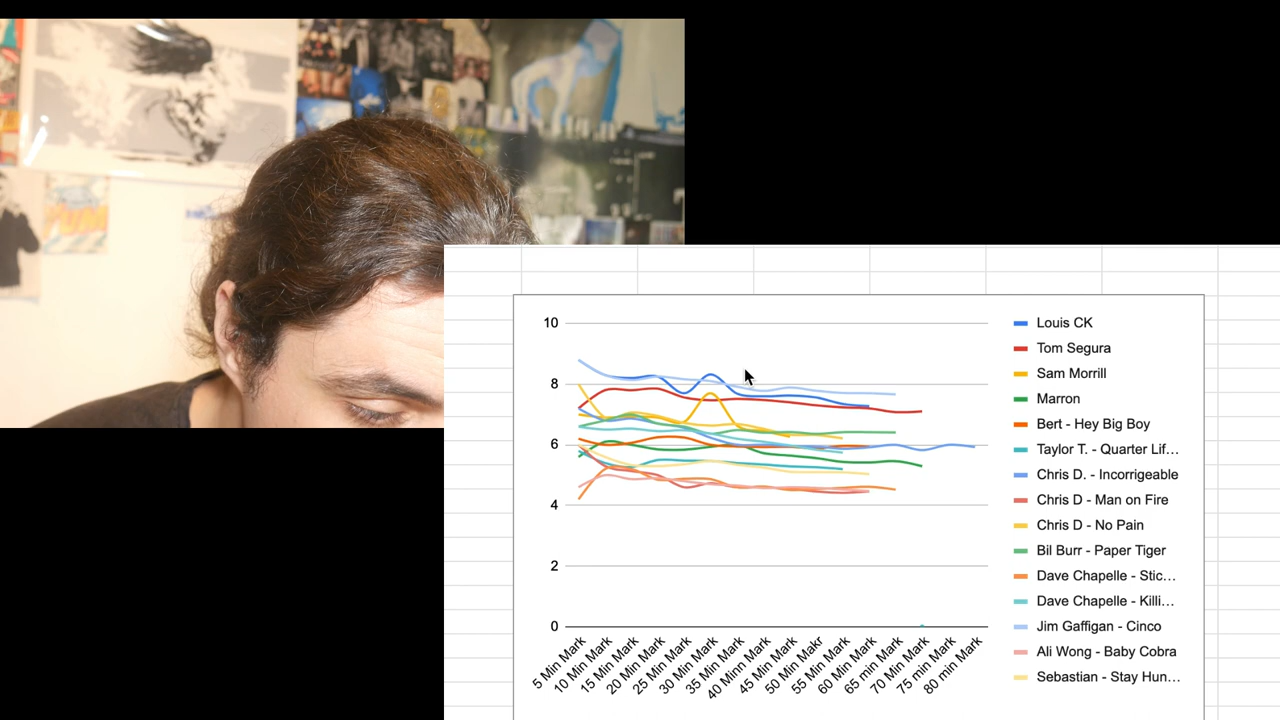 10
8
6
4
2
0
5 Min Mark
10 Min Mark
15 Min Mark
20 Min Mark
25 Min Mark
30 Min Mark
35 Min Mark
40 Minn Mark
45 Min Mark
50 Min Makr
55 Min Mark
60 Min Mark
65 min Mark
70 Min Mark
75 min Mark
80 min Mark
Louis CK
Tom Segura
Sam Morrill
Marron
Bert - Hey Big Boy
Taylor T. - Quarter Lif…
Chris D. - Incorrigeable
Chris D - Man on Fire
Chris D - No Pain
Bil Burr - Paper Tiger
Dave Chapelle - Stic…
Dave Chapelle - Killi…
Jim Gaffigan - Cinco
Ali Wong - Baby Cobra
Sebastian - Stay Hun…